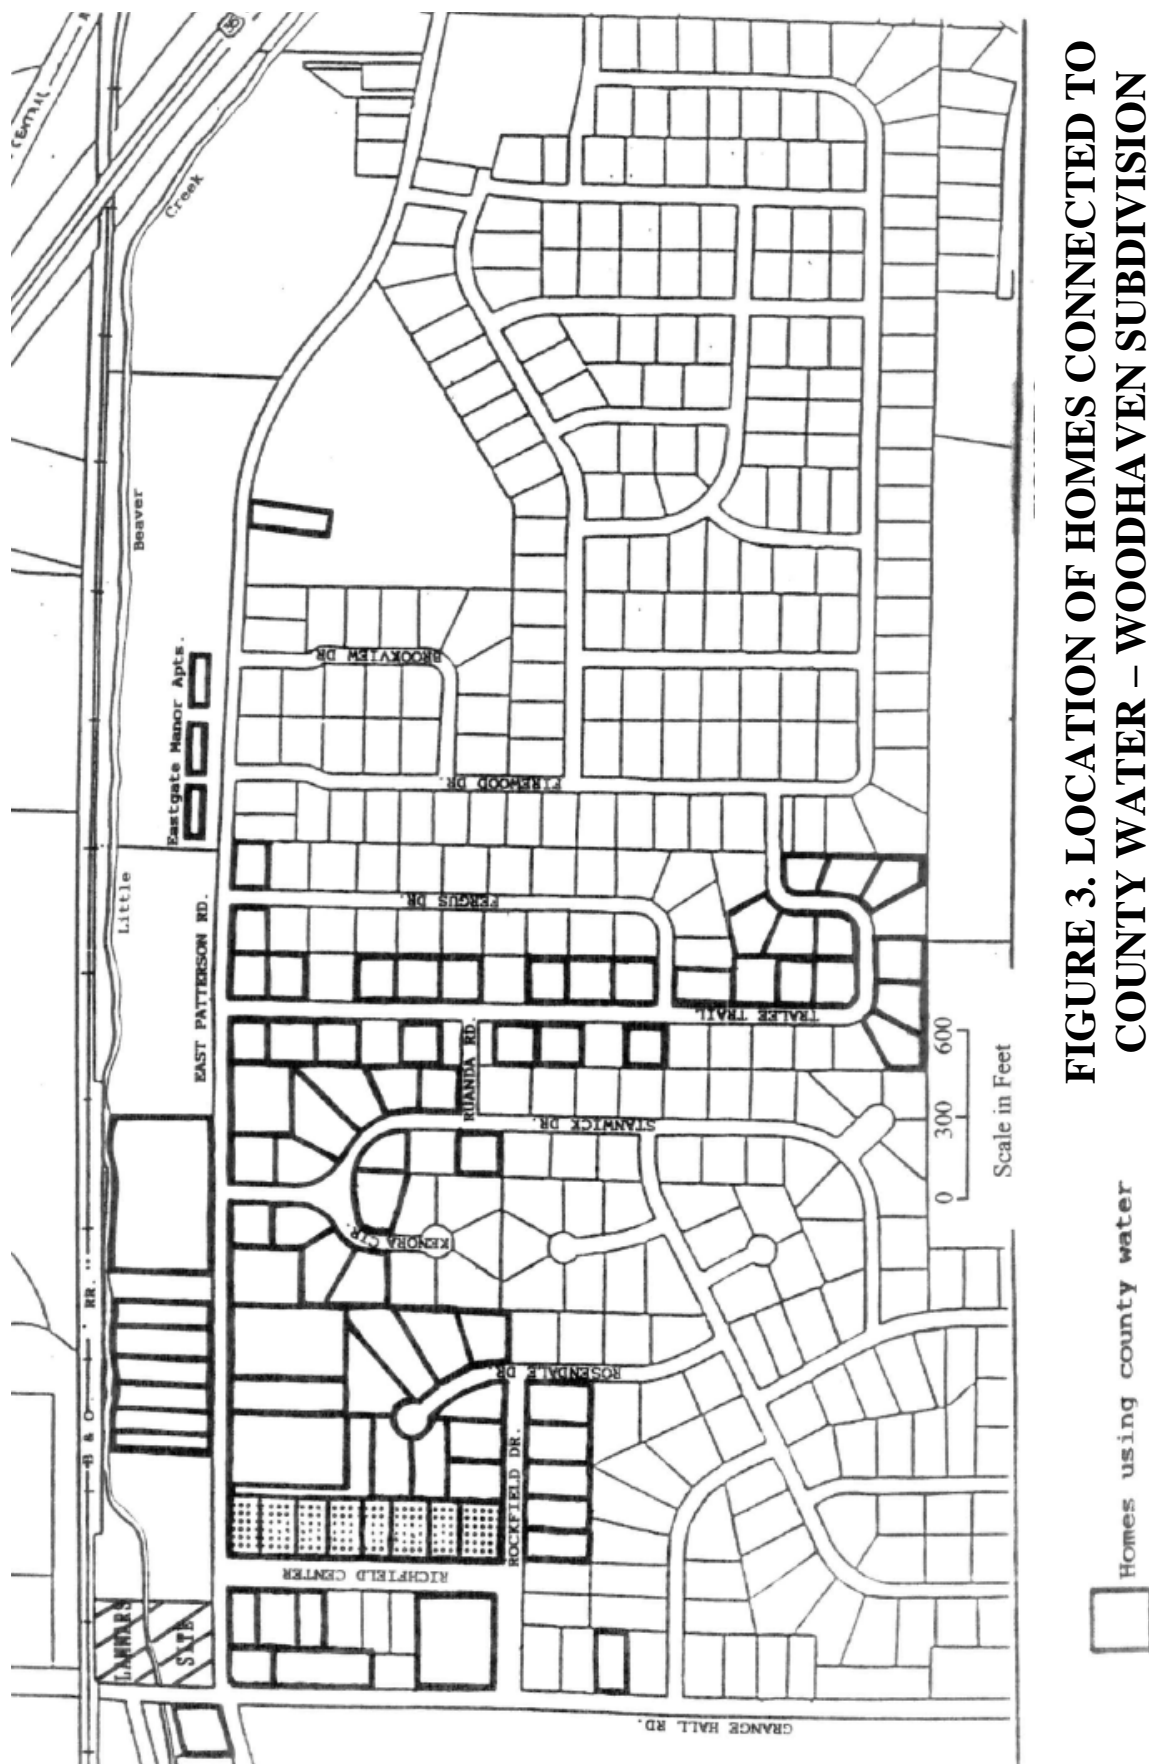 CENTRAL
Creek
Beaver
Little
Eastgate Manor Apts.
EAST PATTERSON RD.
B & O RR.
LAMMARS
SITE
BROOKVIEW DR
FIREWOOD DR.
FERGUS DR.
TRALEE TRAIL
RUANDA RD.
STANWICK DR.
KENORA CIR.
ROSENDALE DR.
ROCKFIELD DR.
RICHFIELD CENTER
GRANGE HALL RD.
0 300 600
Scale in Feet
Homes using county water
FIGURE 3. LOCATION OF HOMES CONNECTED TO
COUNTY WATER – WOODHAVEN SUBDIVISION